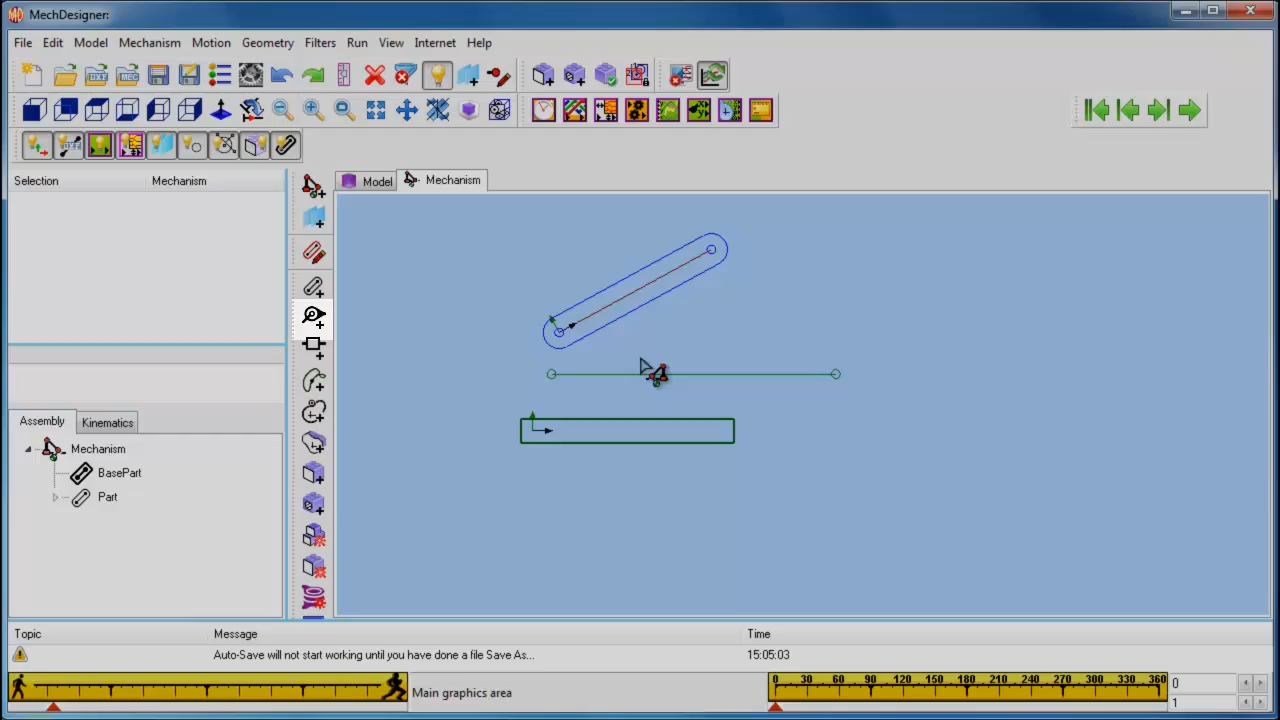 MechDesigner:
File Edit Model Mechanism Motion Geometry Filters Run View Internet Help
DXF MEC
DXF
Selection Mechanism
Model Mechanism
Assembly Kinematics
Mechanism
BasePart
Part
Topic Message Time
Auto-Save will not start working until you have done a file Save As... 15:05:03
Main graphics area
0 30 60 90 120 150 180 210 240 270 300 330 360
0
1